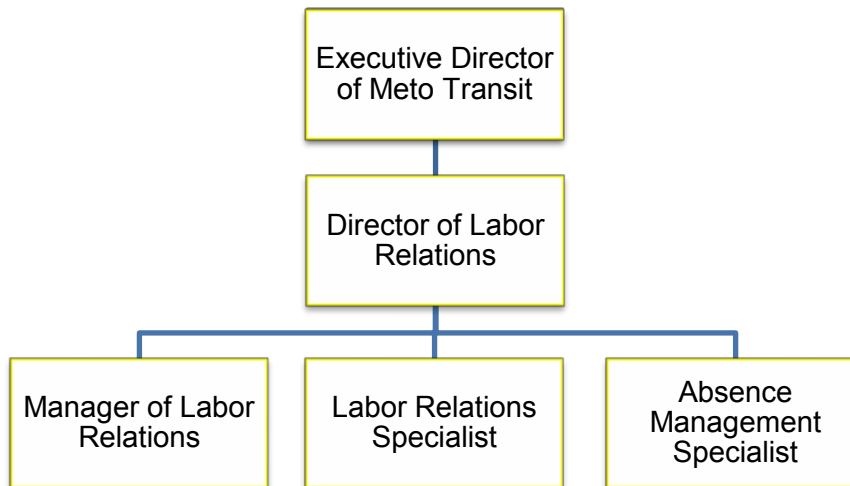 Executive Director
of Meto Transit
Director of Labor
Relations
Manager of Labor
Relations
Labor Relations
Specialist
Absence
Management
Specialist